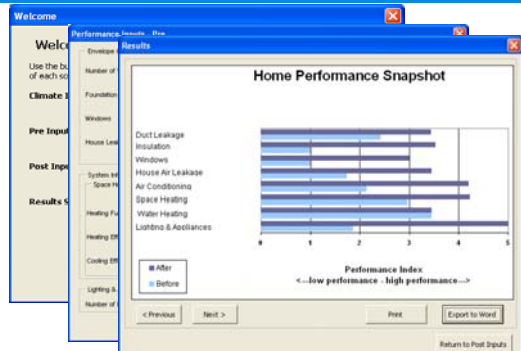 Welcome
Performance Inputs - Pre
Results
Welco
Use the bu
of each so
Climate I
Pre Input
Post Inpu
Results S
Envelope
Number of
Foundation
Windows
House Leak
System In
Space H
Heating Fu
Heating Eff
Cooling Eff
Lighting &
Number of
Home Performance Snapshot
Duct Leakage
Insulation
Windows
House Air Leakage
Air Conditioning
Space Heating
Water Heating
Lighting & Appliances
0 1 2 3 4 5
After
Before
Performance Index
<--low performance - high performance-->
< Previous
Next >
Print
Export to Word
Return to Post Inputs